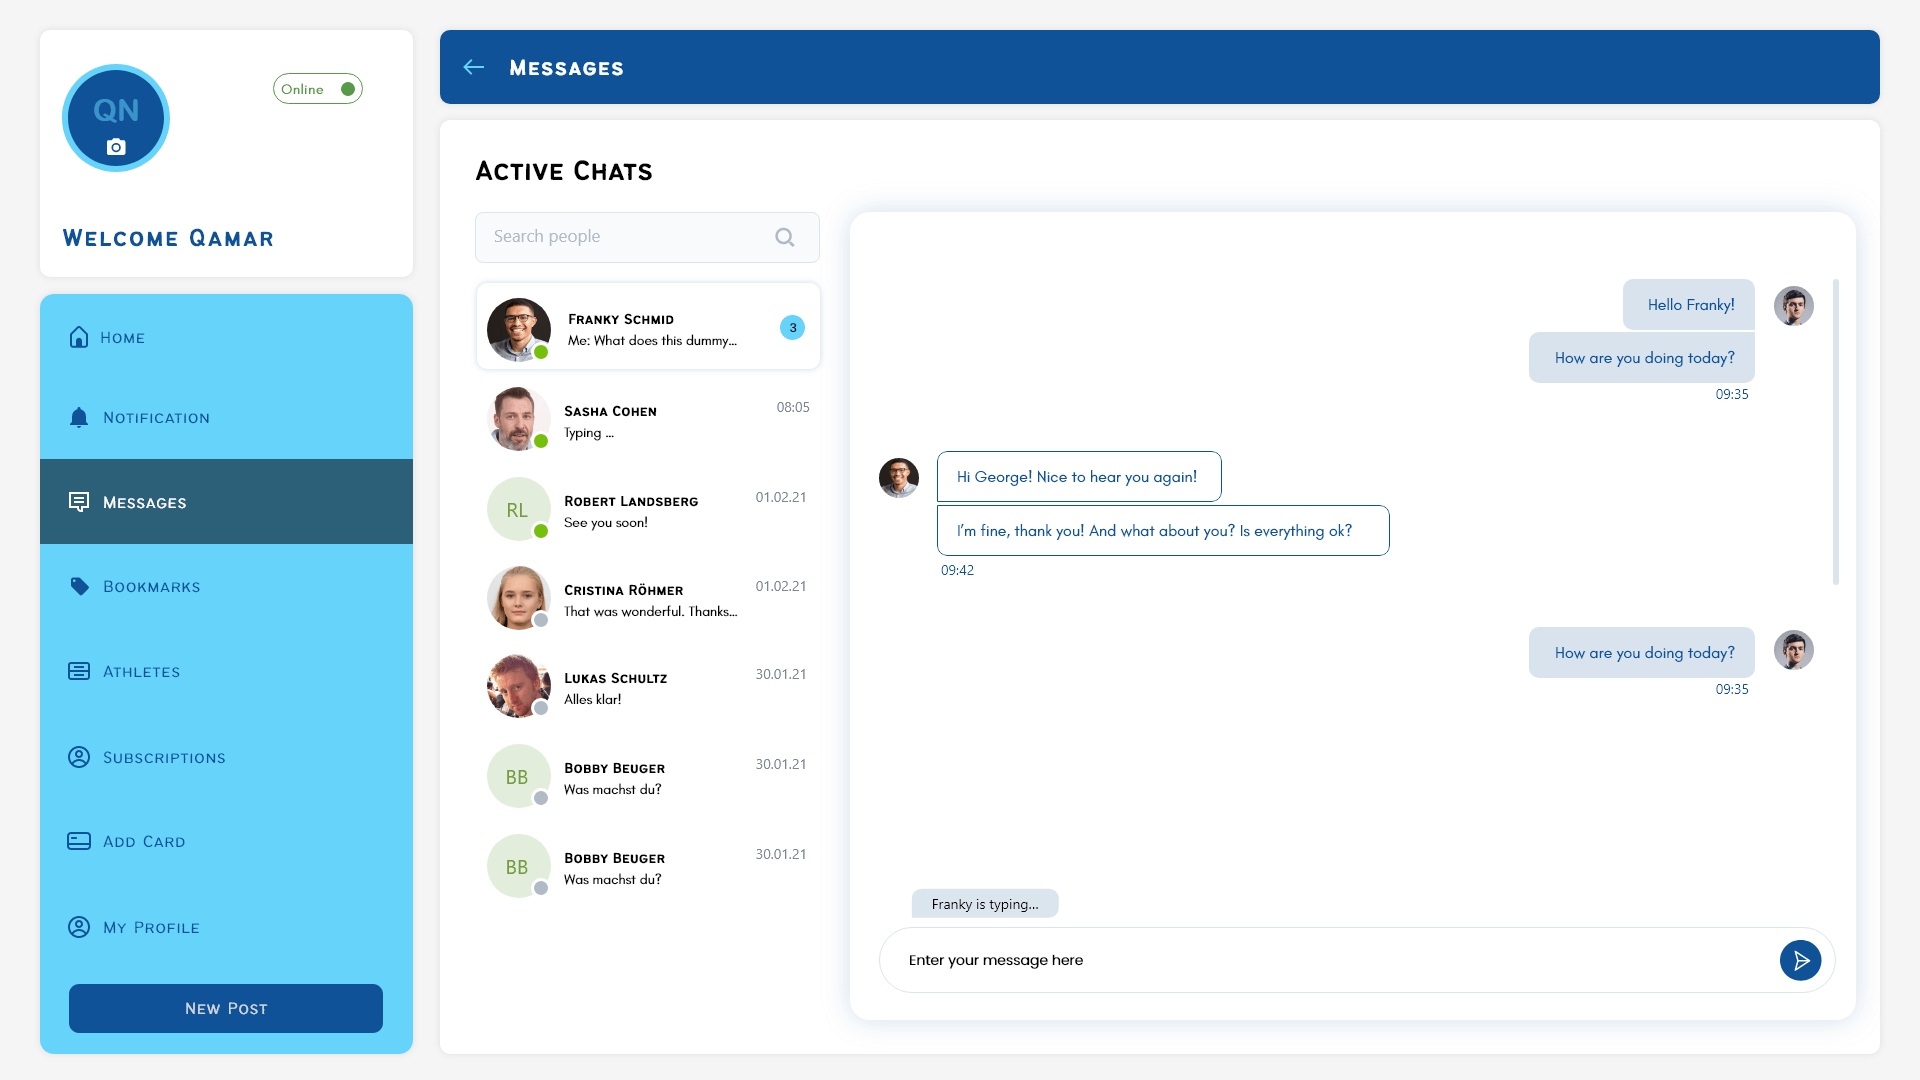 QN
Online
Welcome Qamar
Home
Notification
Messages
Bookmarks
Athletes
Subscriptions
Add Card
My Profile
New Post
Messages
Active Chats
Search people
Franky Schmid
Me: What does this dummy...
3
Sasha Cohen
08:05
Typing ...
RL
Robert Landsberg
01.02.21
See you soon!
Cristina Röhmer
01.02.21
That was wonderful. Thanks...
Lukas Schultz
30.01.21
Alles klar!
BB
Bobby Beuger
30.01.21
Was machst du?
BB
Bobby Beuger
30.01.21
Was machst du?
Hello Franky!
How are you doing today?
09:35
Hi George! Nice to hear you again!
I'm fine, thank you! And what about you? Is everything ok?
09:42
How are you doing today?
09:35
Franky is typing...
Enter your message here